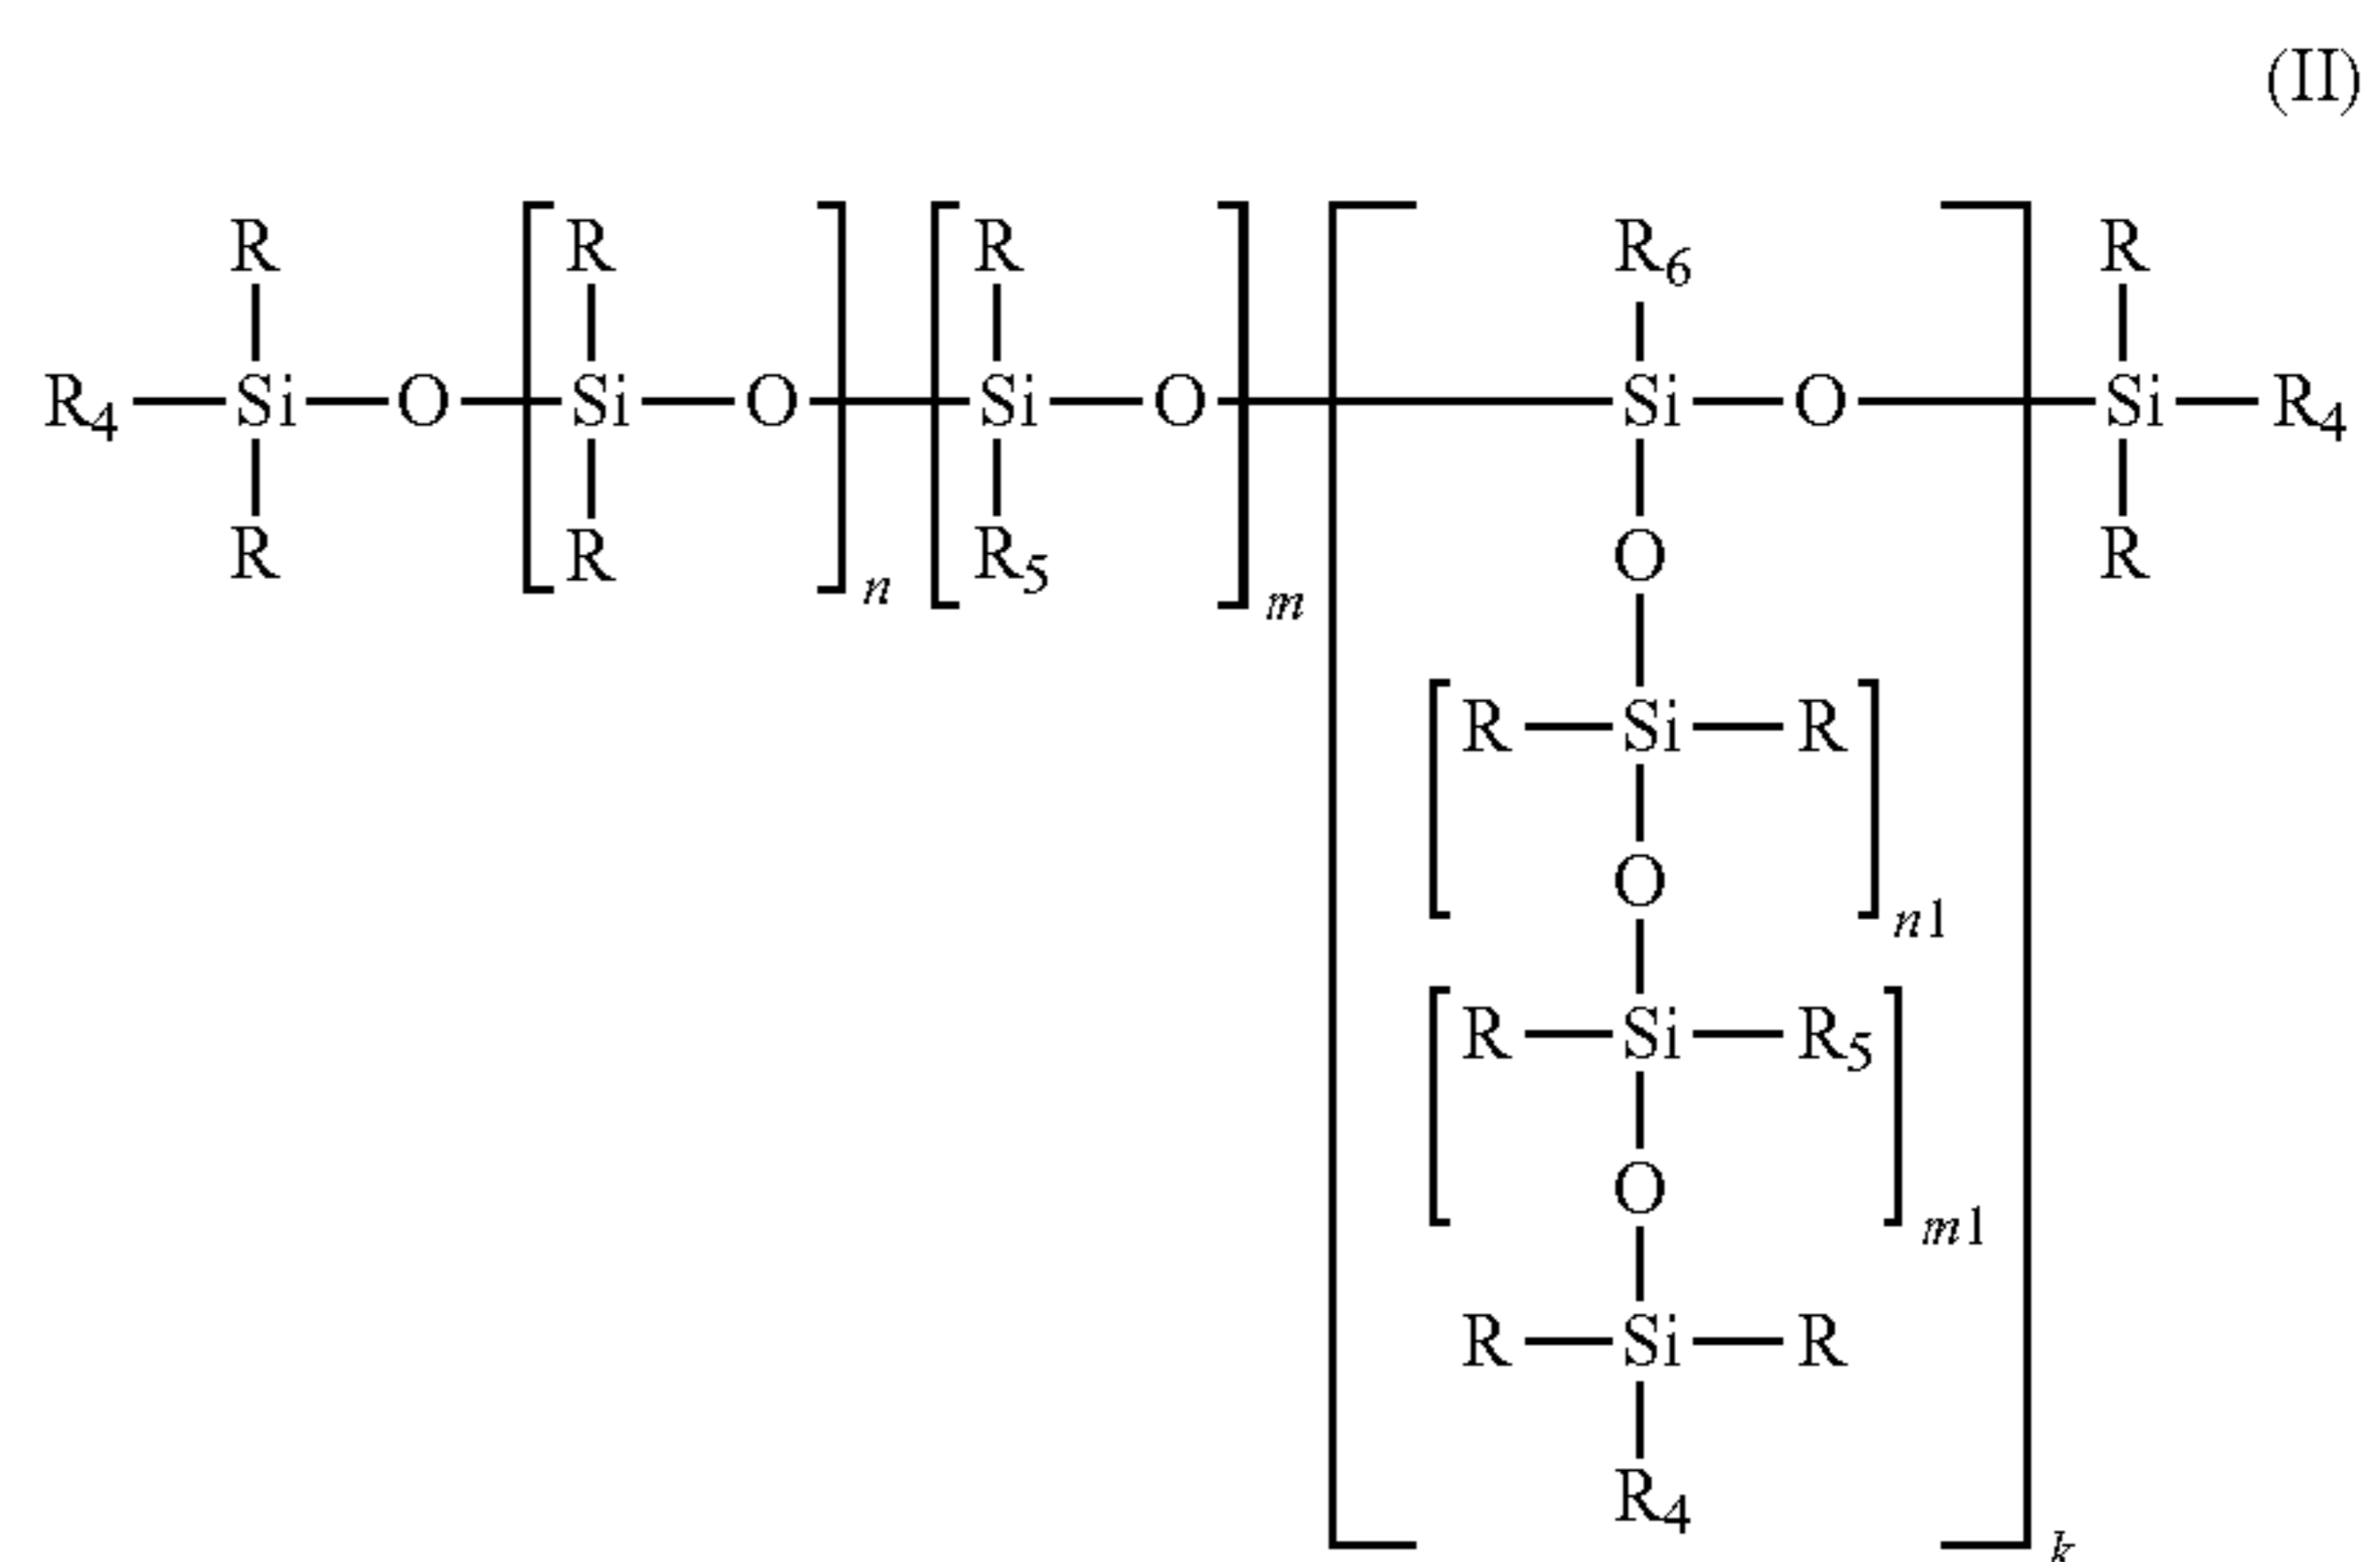 (II)
R R R R6 R
R4 Si O Si O Si O Si O Si R4
R R R5 O R
n m
R Si R
O
n1
R Si R5
O
m1
R Si R
R4
k